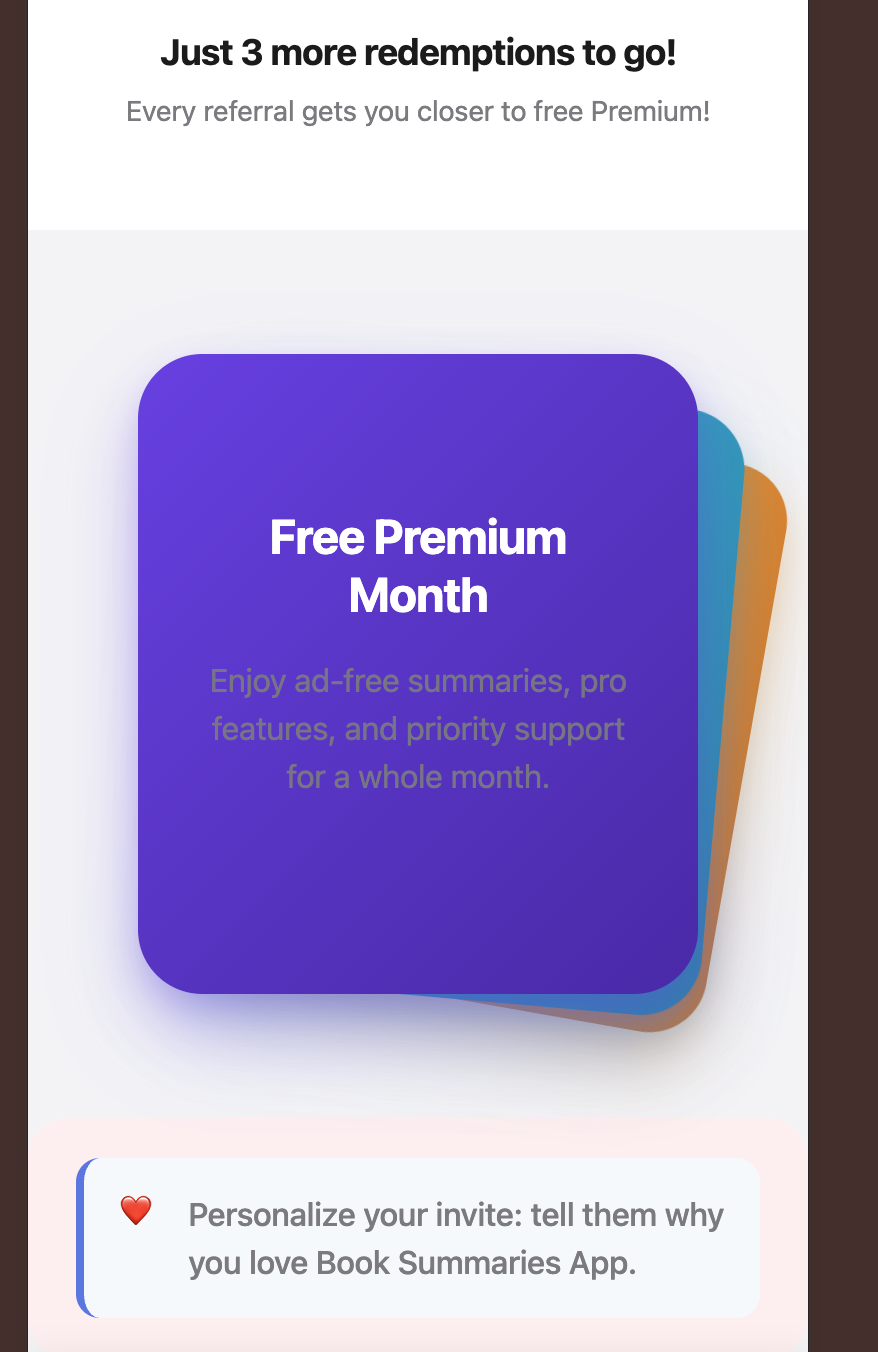 Just 3 more redemptions to go!
Every referral gets you closer to free Premium!
Free Premium
Month
Enjoy ad-free summaries, pro
features, and priority support
for a whole month.
❤️ Personalize your invite: tell them why
you love Book Summaries App.